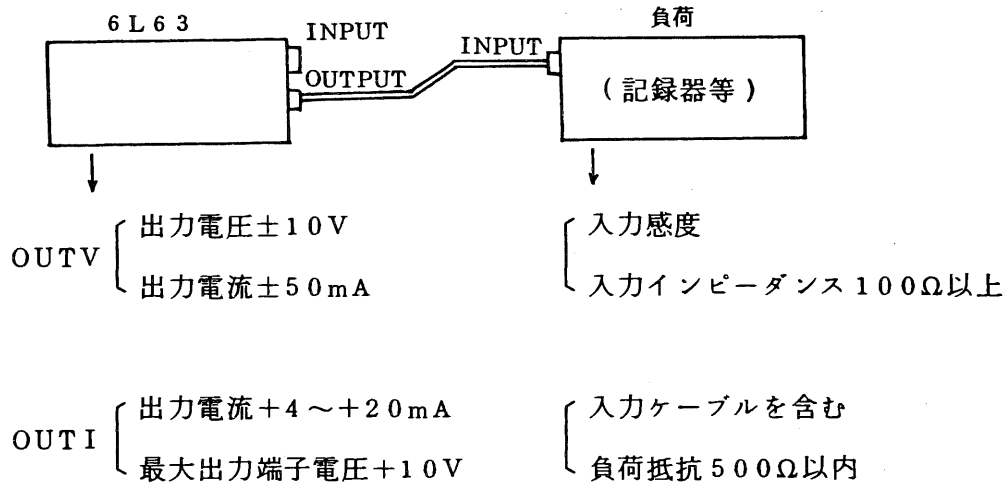 6L63
負荷
INPUT
INPUT
OUTPUT
(記録器等)
OUTV
出力電圧±10V
出力電流±50mA
入力感度
入力インピーダンス100Ω以上
OUTI
出力電流+4～+20mA
最大出力端子電圧+10V
入力ケーブルを含む
負荷抵抗500Ω以内